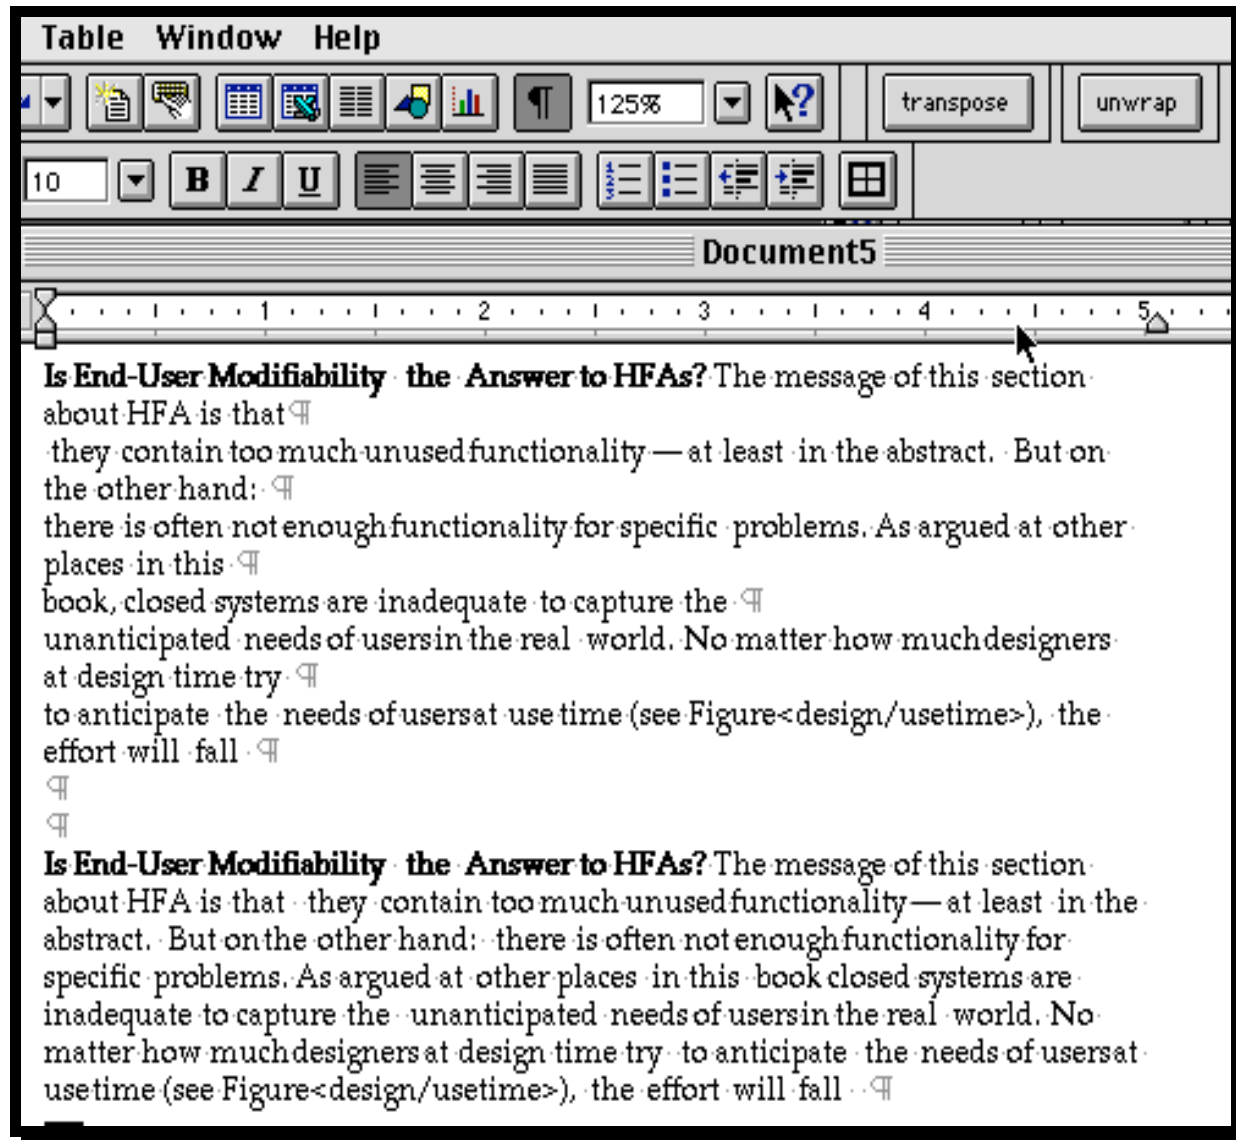 Table Window Help
125% transpose unwrap
10 B I U
Document5
1 2 3 4 5
Is End-User Modifiability the Answer to HFAs? The message of this section
about HFA is that¶
they contain too much unused functionality — at least in the abstract. But on
the other hand: ¶
there is often not enough functionality for specific problems. As argued at other
places in this ¶
book, closed systems are inadequate to capture the ¶
unanticipated needs of usersin the real world. No matter how much designers
at design time try ¶
to anticipate the needs of usersat use time (see Figure<design/usetime>), the
effort will fall ¶
¶
¶
Is End-User Modifiability the Answer to HFAs? The message of this section
about HFA is that they contain too much unused functionality — at least in the
abstract. But on the other hand: there is often not enough functionality for
specific problems. As argued at other places in this book closed systems are
inadequate to capture the unanticipated needs of usersin the real world. No
matter how much designers at design time try to anticipate the needs of usersat
use time (see Figure<design/usetime>), the effort will fall ¶